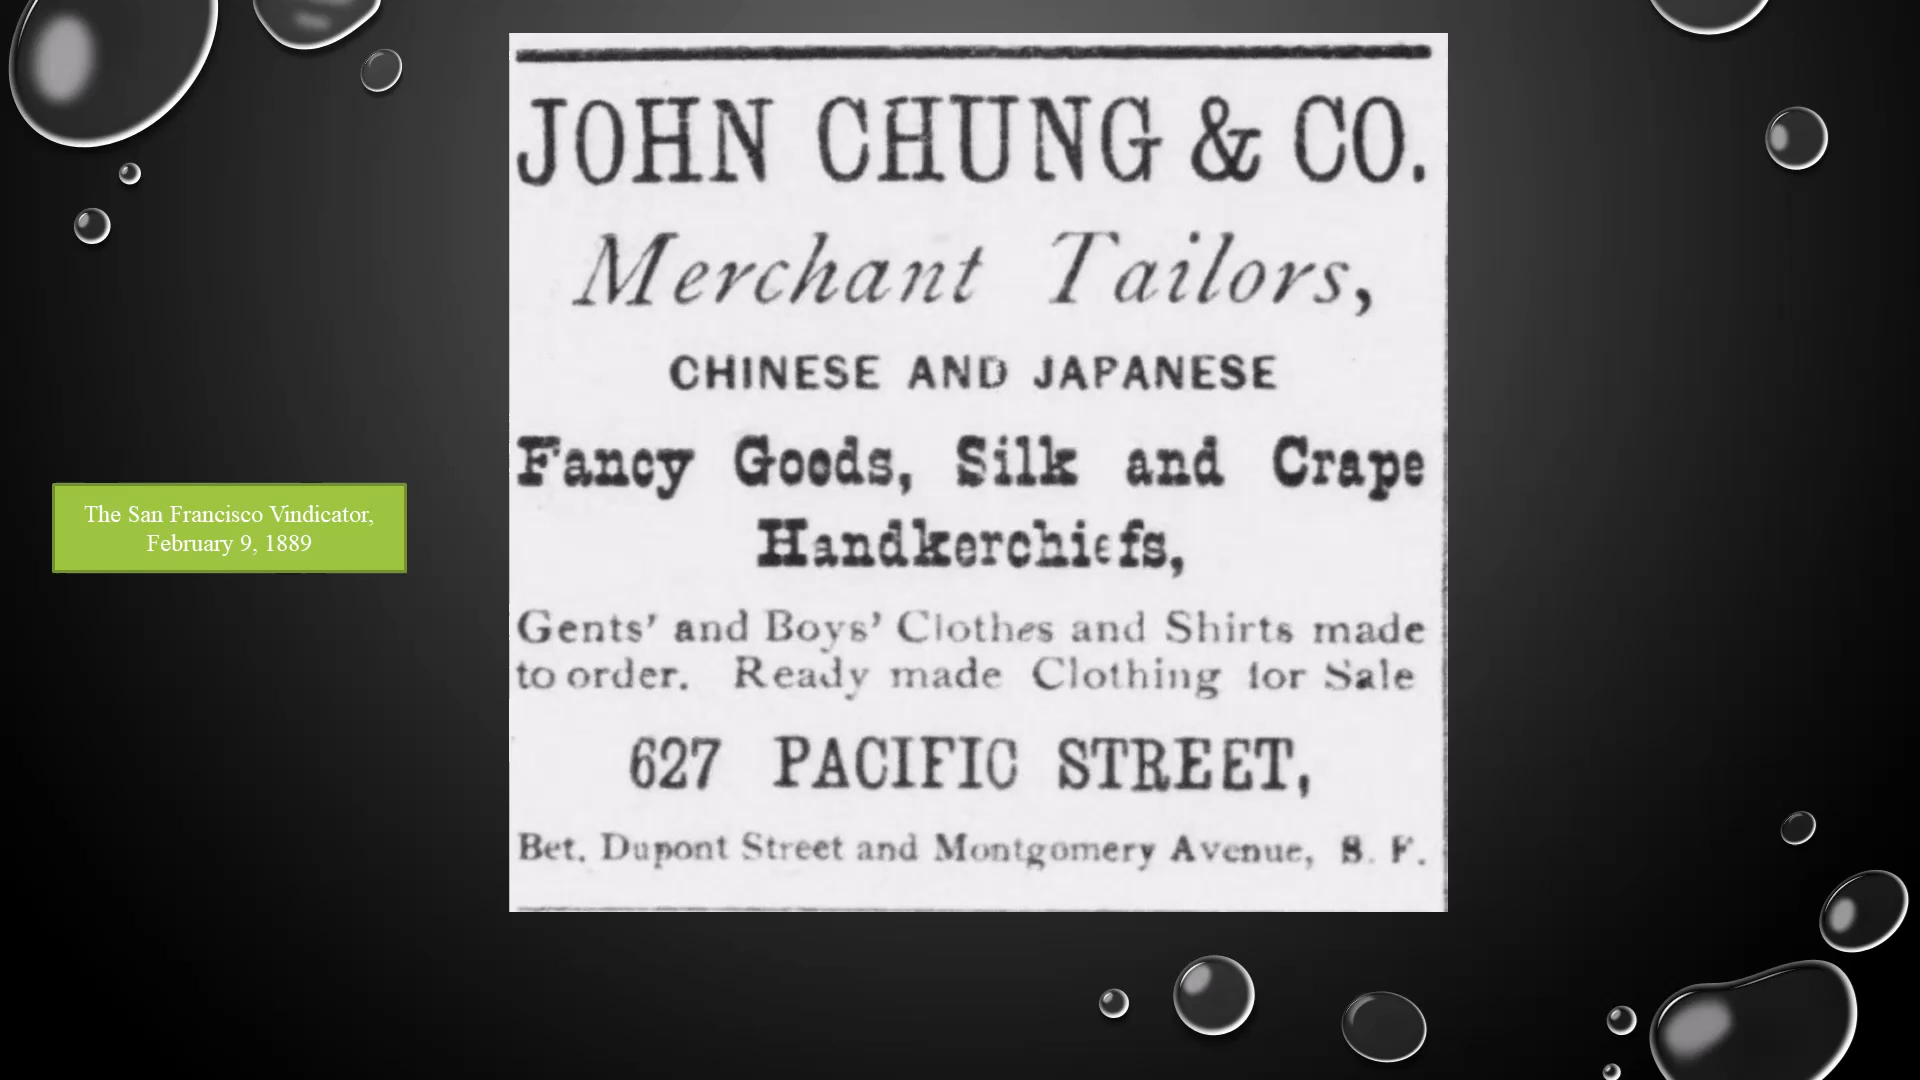 The San Francisco Vindicator,
February 9, 1889
JOHN CHUNG & CO.
Merchant Tailors,
CHINESE AND JAPANESE
Fancy Goods, Silk and Crape
Handkerchiefs,
Gents' and Boys' Clothes and Shirts made
to order. Ready made Clothing for Sale
627 PACIFIC STREET,
Bet. Dupont Street and Montgomery Avenue, S. F.